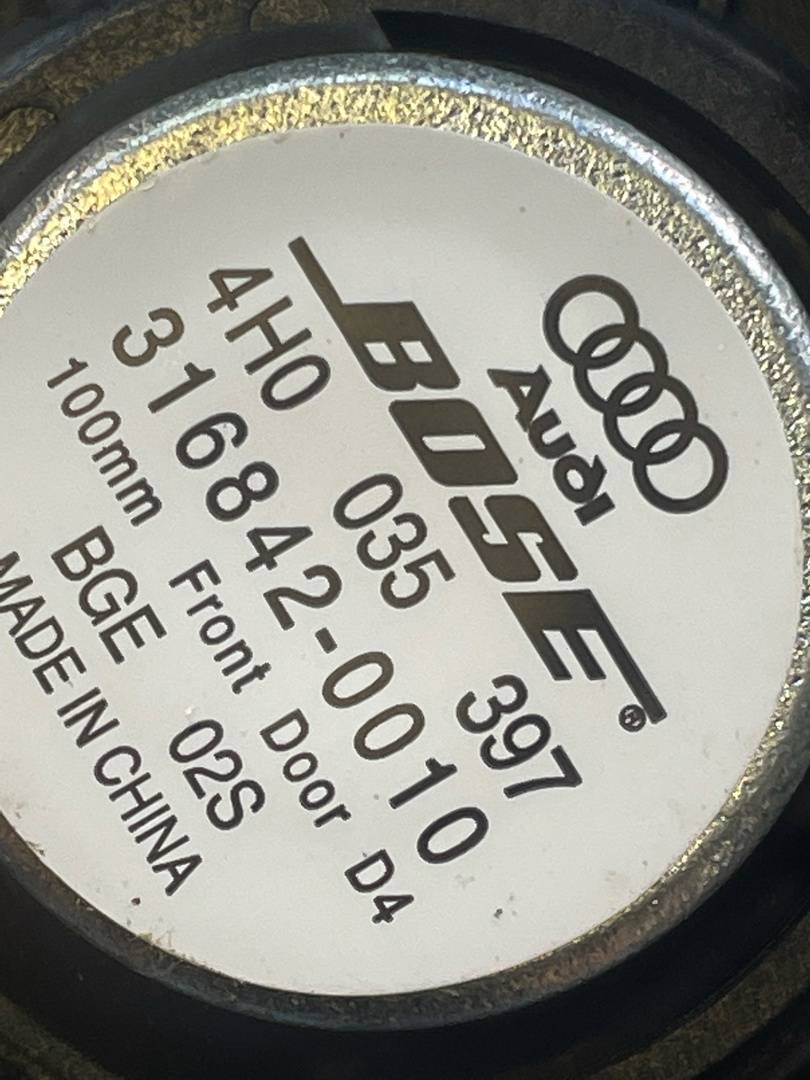 Audi
BOSE®
4H0 035 397
316842-0010
100mm Front Door D4
BGE 02S
MADE IN CHINA